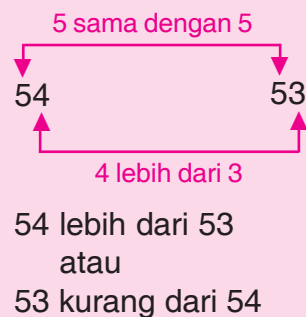 5 sama dengan 5
54 53
4 lebih dari 3
54 lebih dari 53
atau
53 kurang dari 54